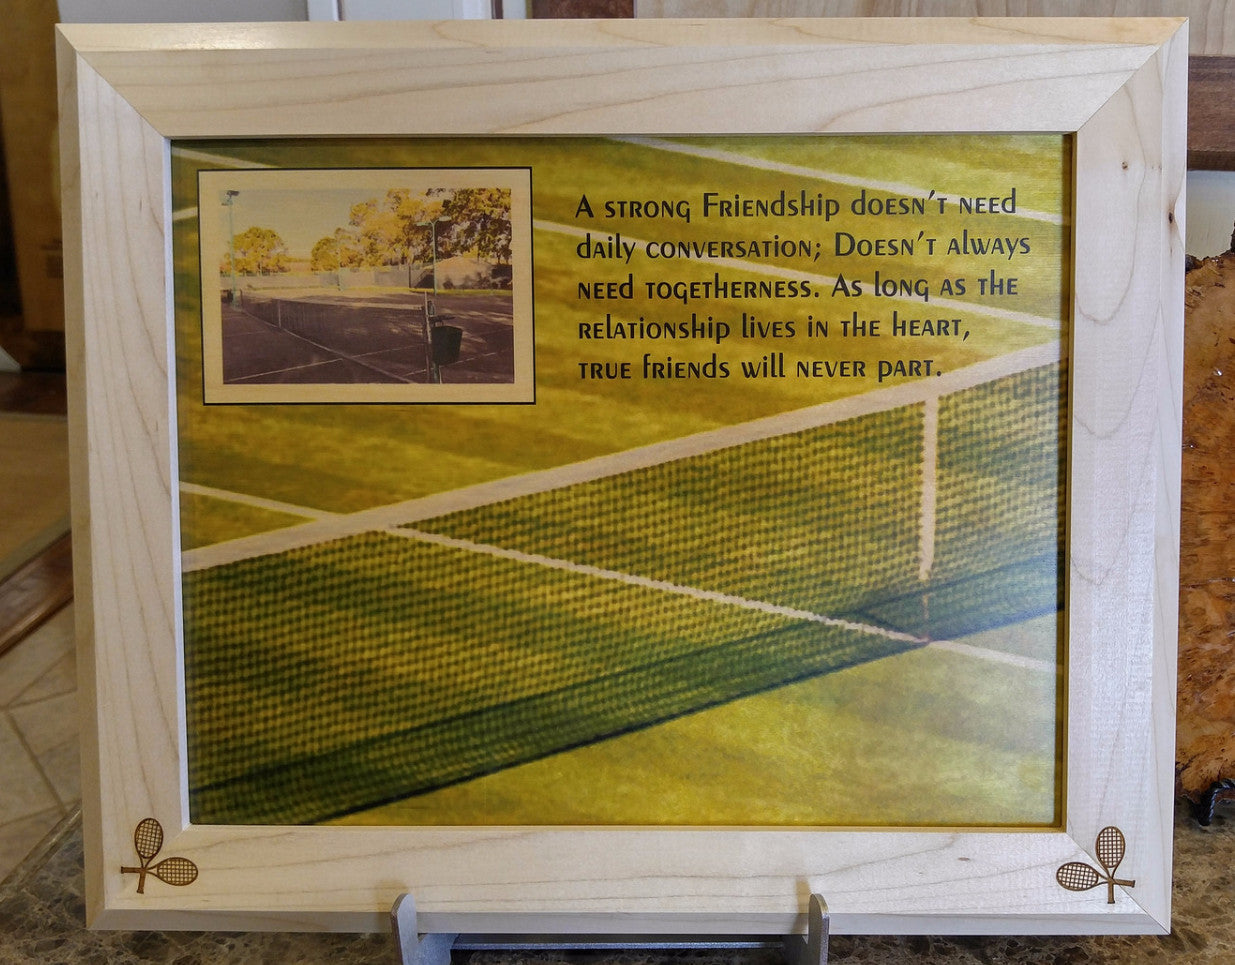 A strong Friendship doesn't need
daily conversation; Doesn't always
need togetherness. As long as the
relationship lives in the heart,
true friends will never part.